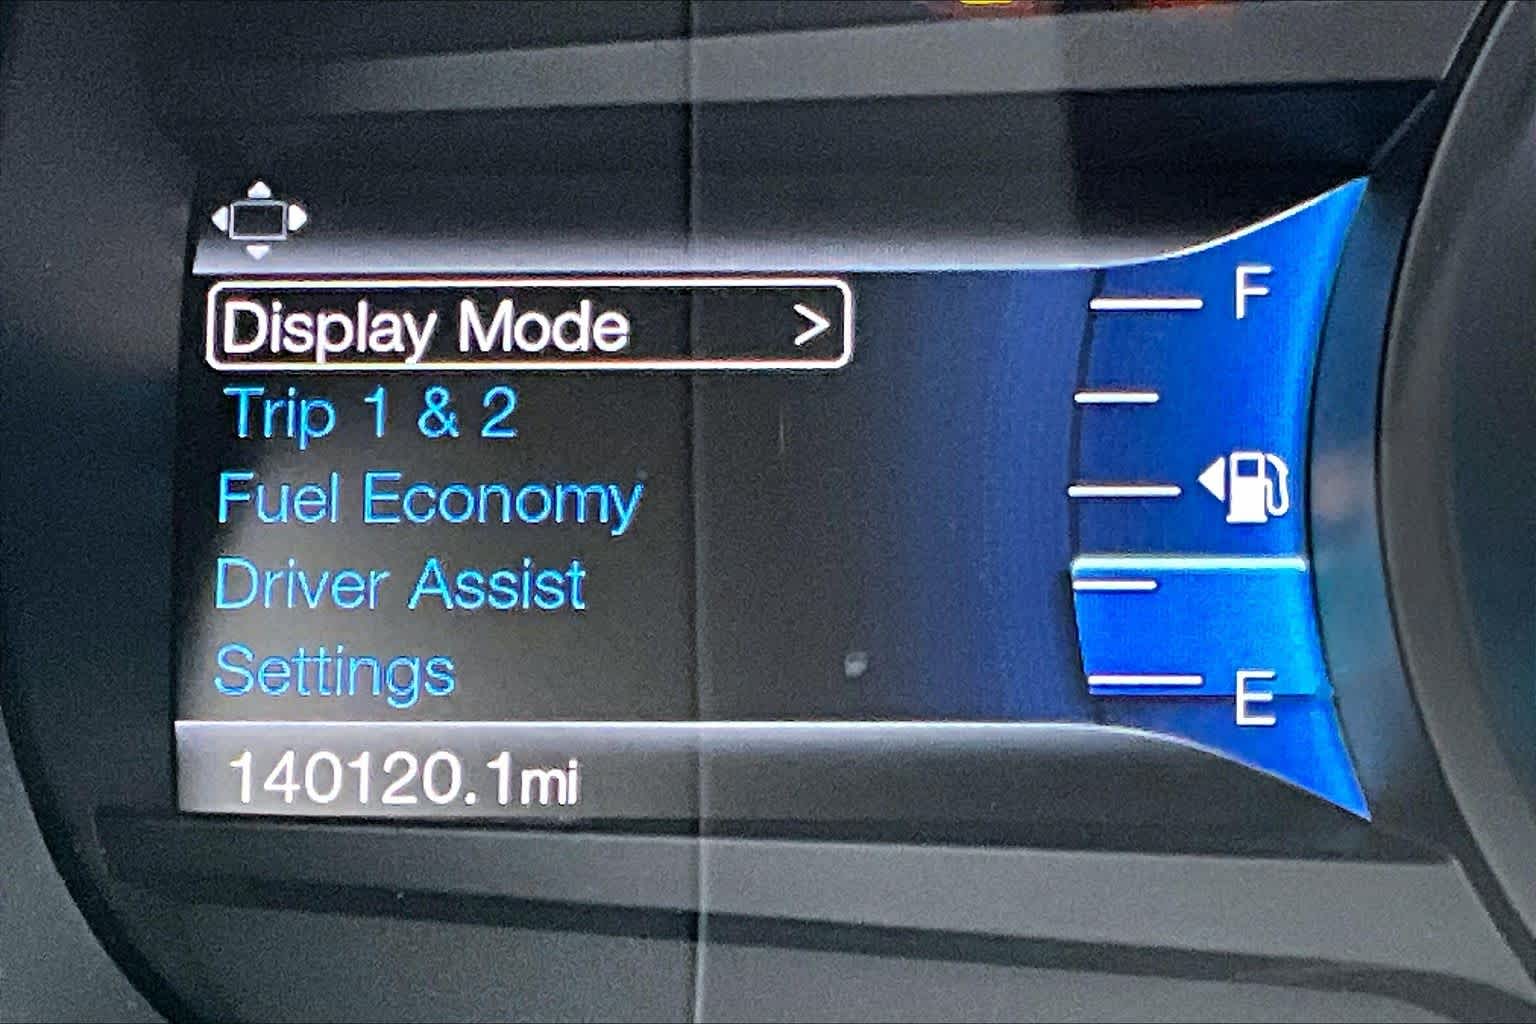 Display Mode >
Trip 1 & 2
Fuel Economy
Driver Assist
Settings
140120.1mi
F
E